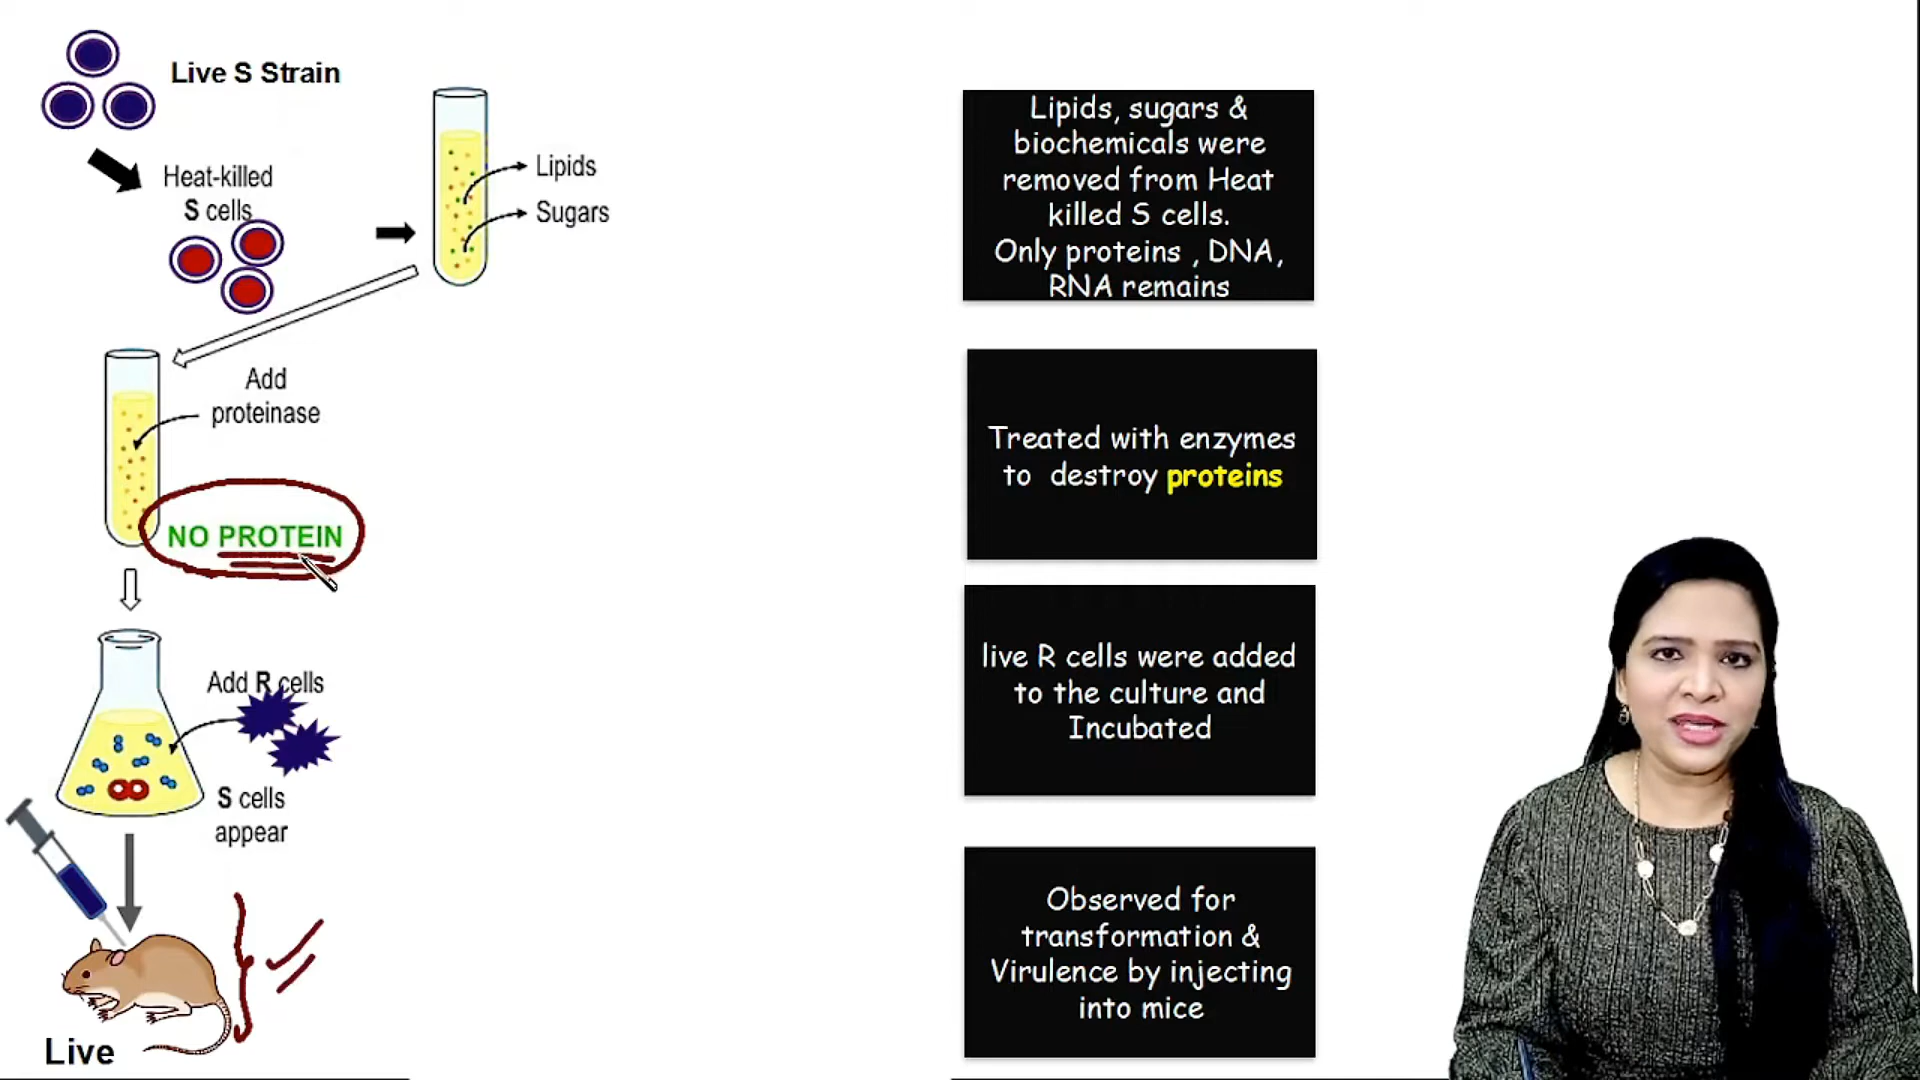 Live S Strain
Heat-killed
S cells
Lipids
Sugars
Add
proteinase
NO PROTEIN
Add R cells
S cells
appear
Live
Lipids, sugars &
biochemicals were
removed from Heat
killed S cells.
Only proteins , DNA,
RNA remains
Treated with enzymes
to destroy proteins
live R cells were added
to the culture and
Incubated
Observed for
transformation &
Virulence by injecting
into mice